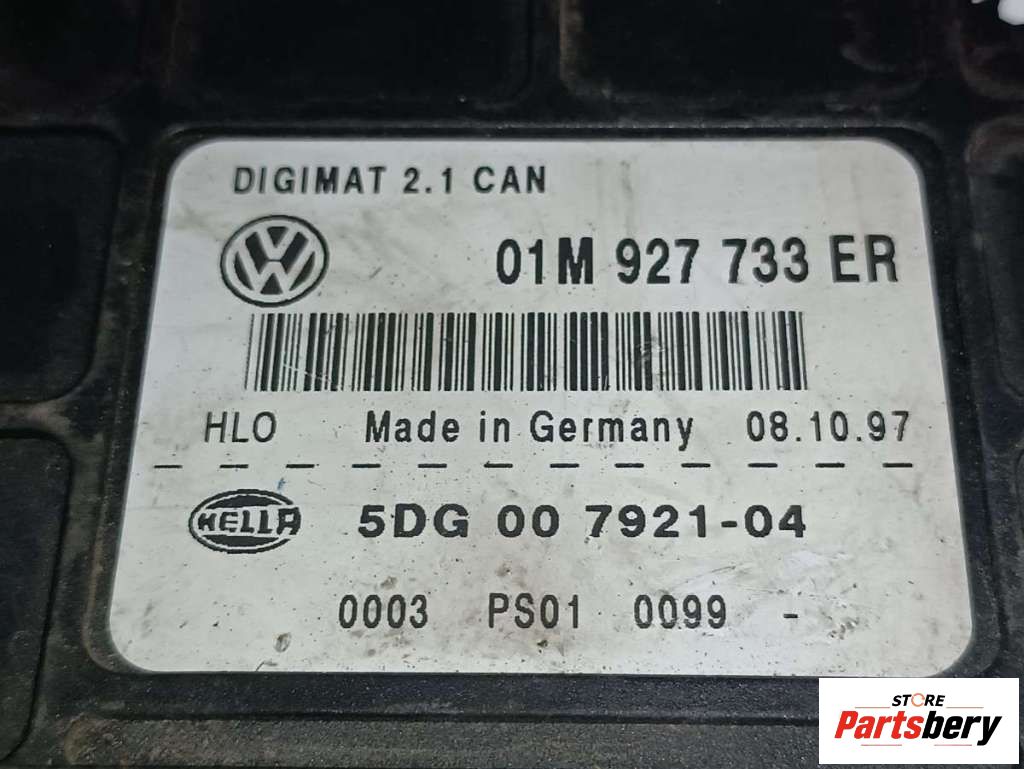 DIGIMAT 2.1 CAN
01M 927 733 ER
HLO Made in Germany 08.10.97
HELLA 5DG 00 7921-04
0003 PS01 0099 -
STORE
Partsbery